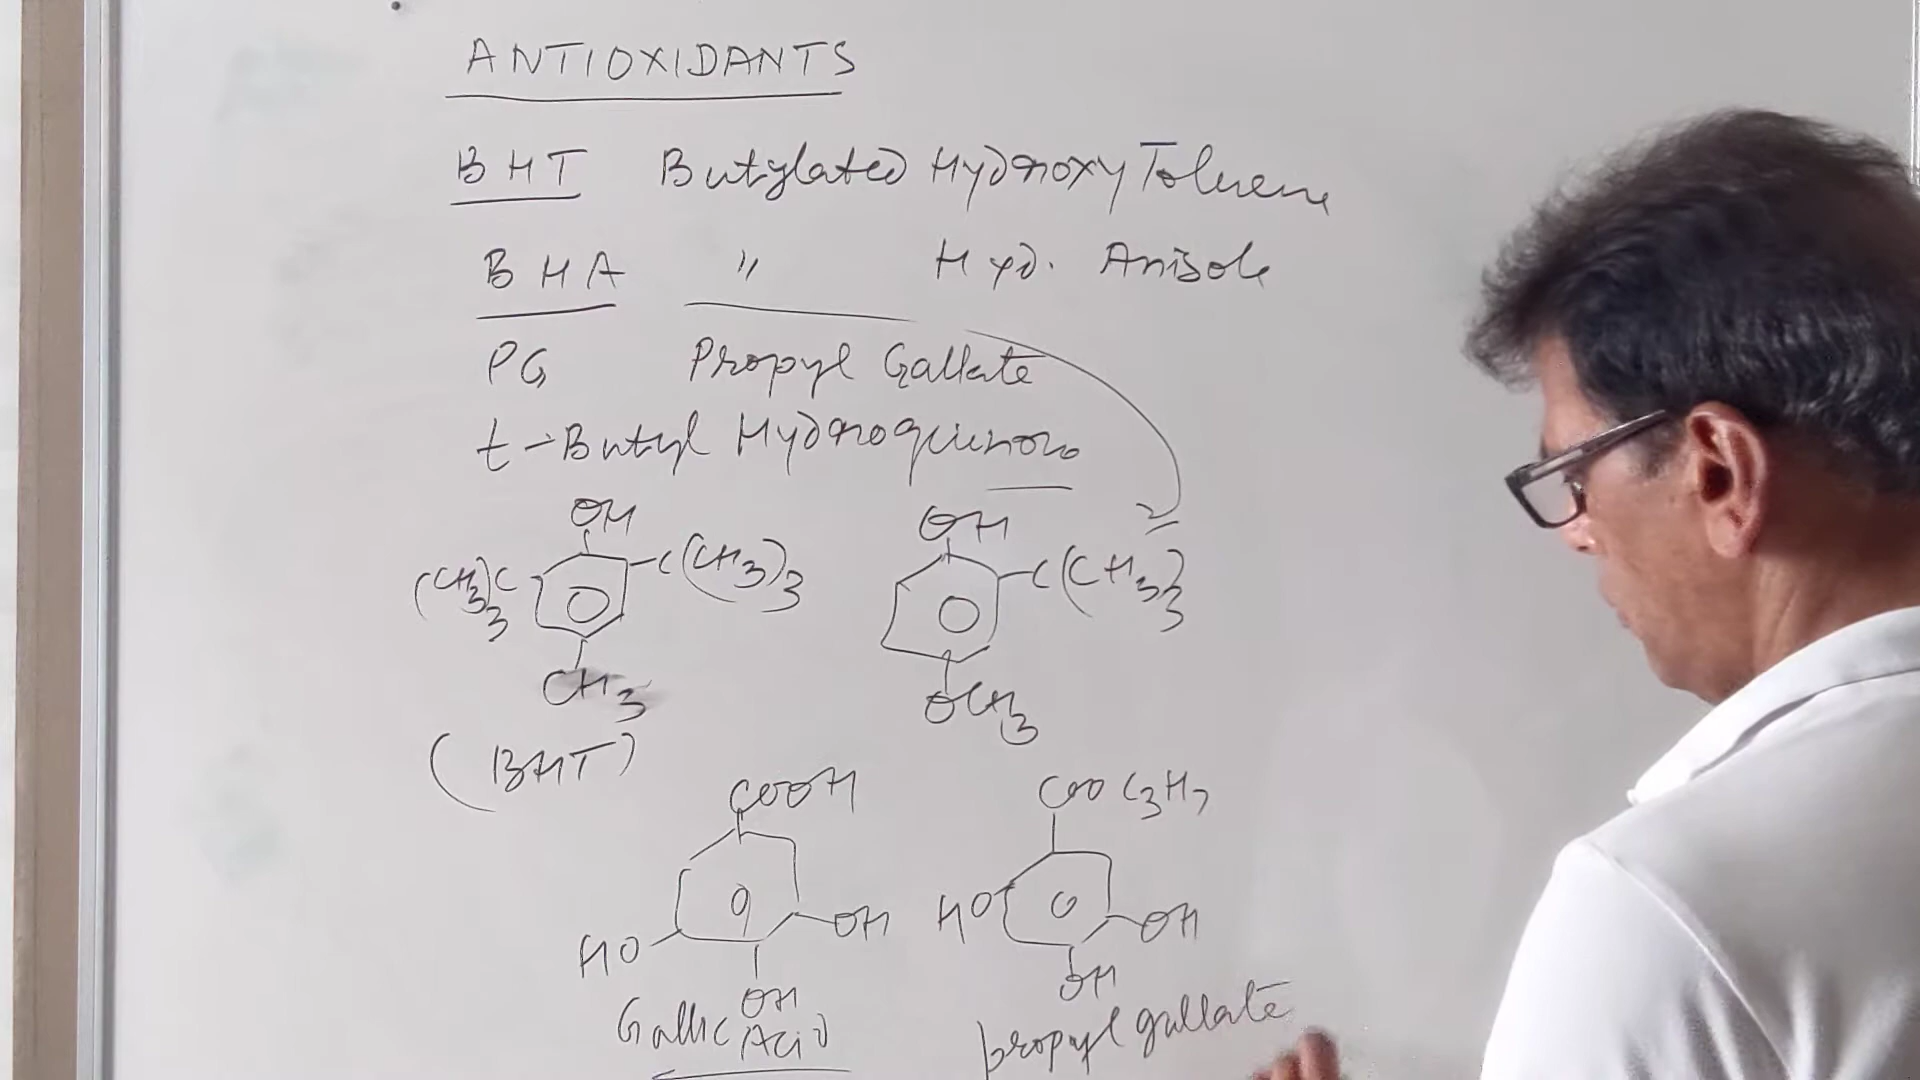 ANTIOXIDANTS
BHT Butylated Hydroxy Toluene
BHA " Hyd. Anisole
PG Propyl Gallate
t-Butyl Hydroquinone
OH OH
(CH3)3C C(CH3)3 C(CH3)3
CH3 OCH3
(BHT)
COOH COOC3H7
HO OH HO OH
OH OH
Gallic Acid propyl gallate